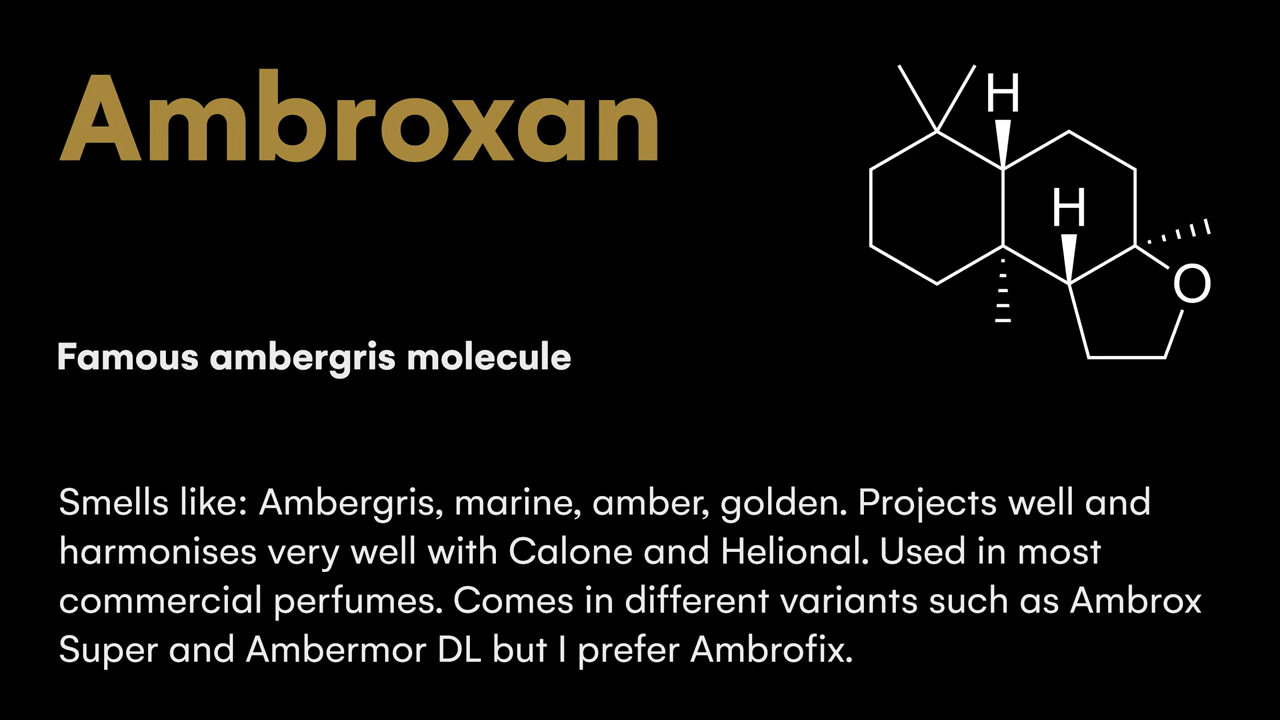 Ambroxan
H
H
O
Famous ambergris molecule
Smells like: Ambergris, marine, amber, golden. Projects well and
harmonises very well with Calone and Helional. Used in most
commercial perfumes. Comes in different variants such as Ambrox
Super and Ambermor DL but I prefer Ambrofix.